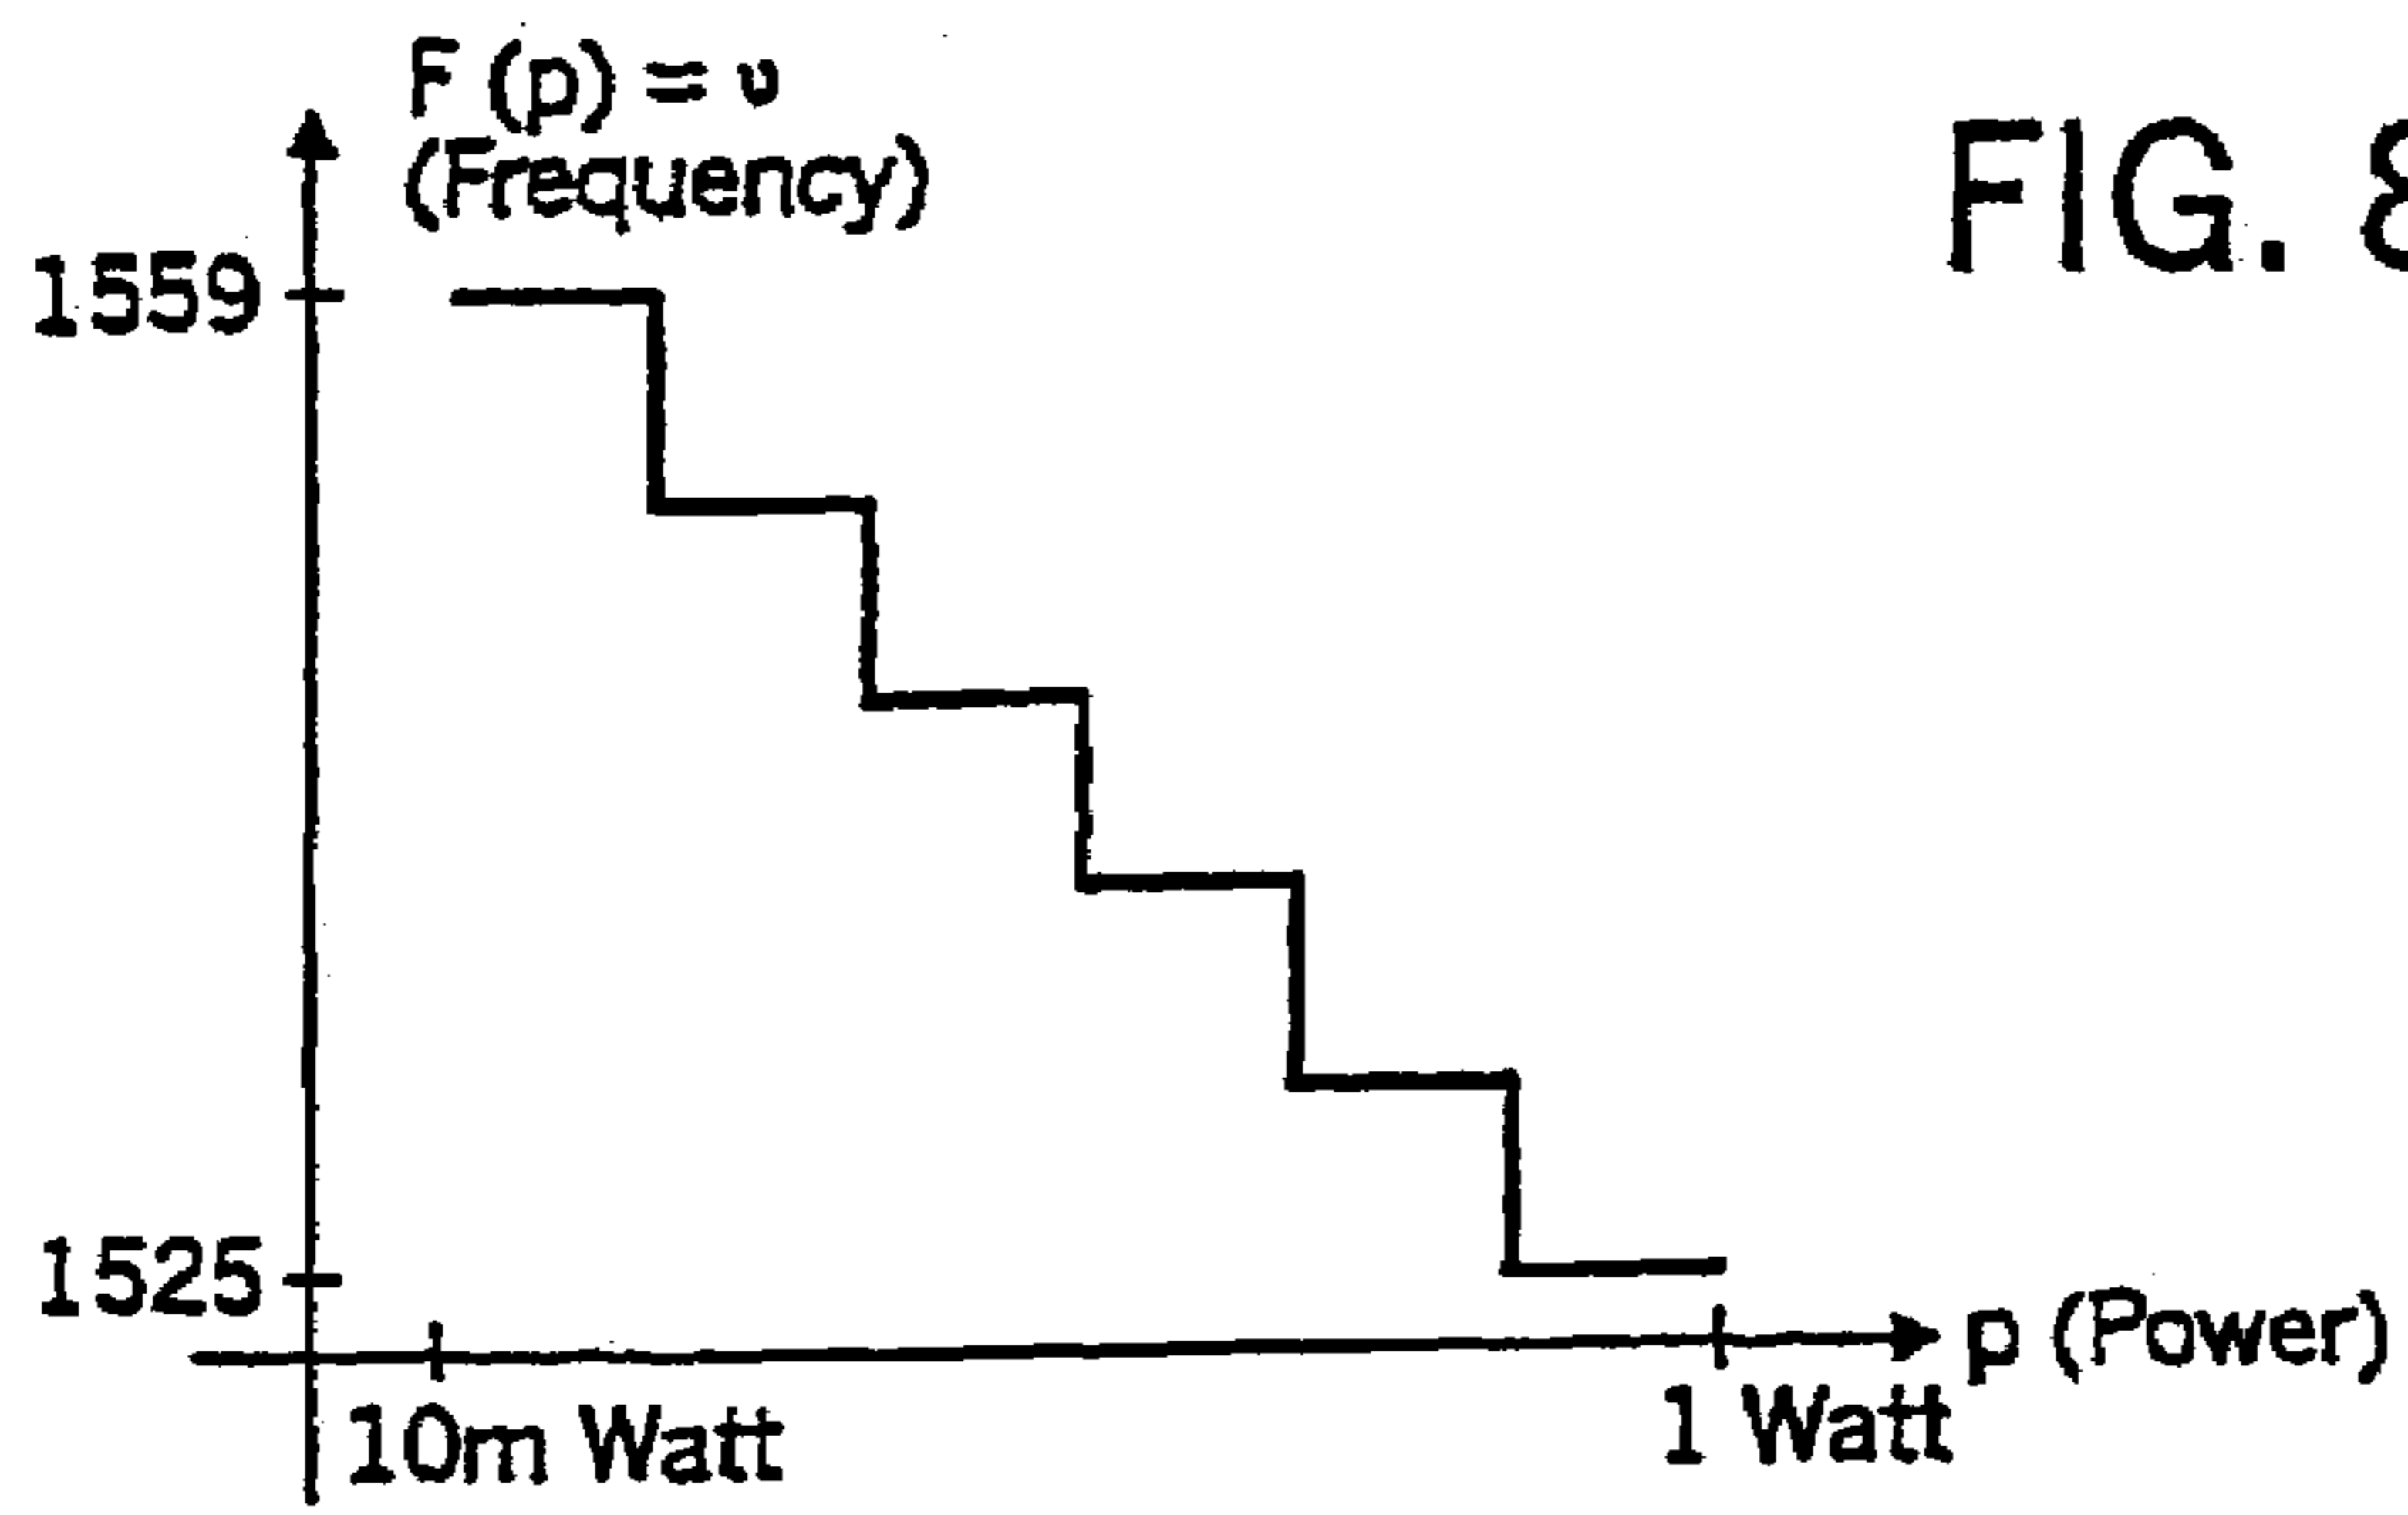 F (p) = υ
(Frequency)
FIG. 8
1559
1525
p (Power)
10m Watt
1 Watt